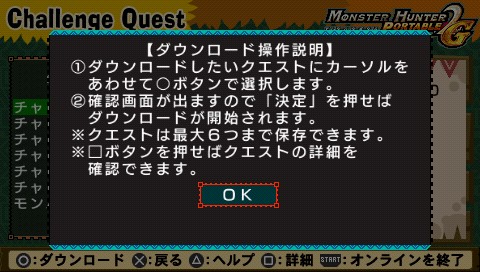 Challenge Quest
MONSTER HUNTER
PORTABLE 2nd G
【ダウンロード操作説明】
①ダウンロードしたいクエストにカーソルを
あわせて○ボタンで選択します。
②確認画面が出ますので「決定」を押せば
ダウンロードが開始されます。
※クエストは最大６つまで保存できます。
※□ボタンを押せばクエストの詳細を
確認できます。
OK
チャ
チャ
チャ
チャ
チャ
モン
○:ダウンロード ×:戻る △:ヘルプ □:詳細 START:オンラインを終了